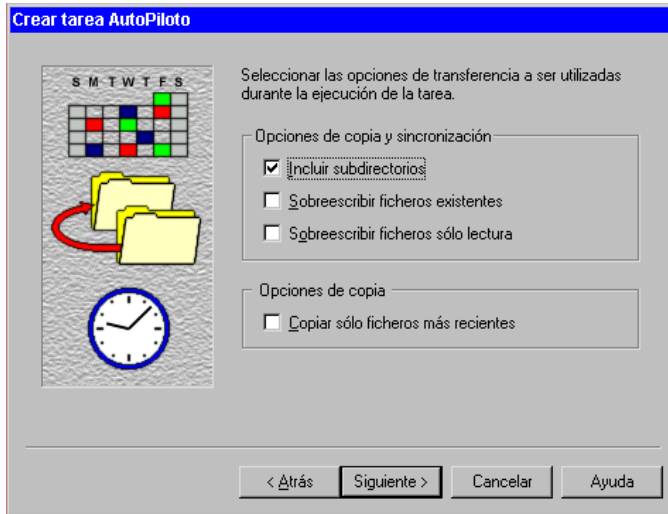 Crear tarea AutoPiloto
S M T W T F S
Seleccionar las opciones de transferencia a ser utilizadas
durante la ejecución de la tarea.
Opciones de copia y sincronización
Incluir subdirectorios
Sobreescribir ficheros existentes
Sobreescribir ficheros sólo lectura
Opciones de copia
Copiar sólo ficheros más recientes
< Atrás Siguiente > Cancelar Ayuda